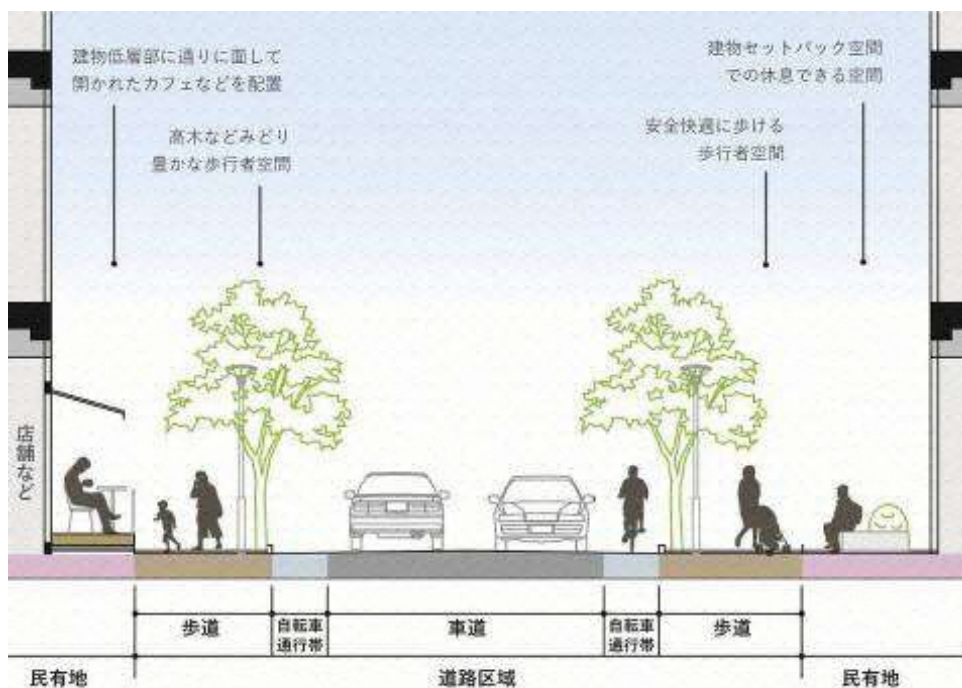 建物低層部に通りに面して
開かれたカフェなどを配置
高木などみどり
豊かな歩行者空間
建物セットバック空間
での休息できる空間
安全快適に歩ける
歩行者空間
店舗など
歩道
自転車
通行帯
車道
自転車
通行帯
歩道
民有地
道路区域
民有地